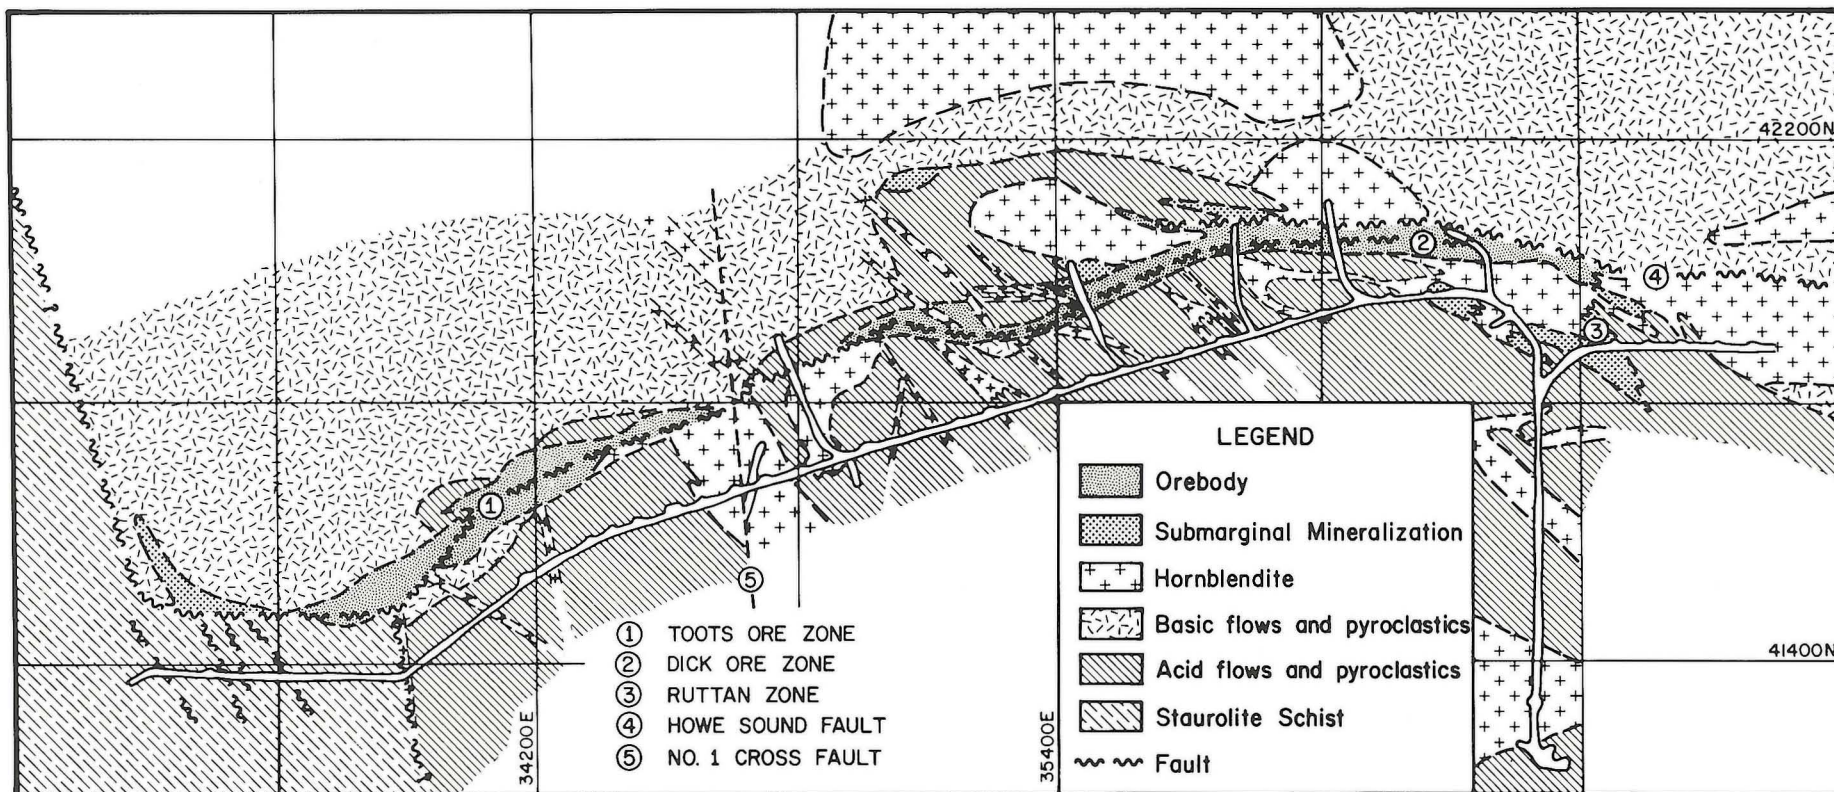 42200N
2
4
3
1
5
LEGEND
Orebody
Submarginal Mineralization
Hornblendite
Basic flows and pyroclastics
Acid flows and pyroclastics
Staurolite Schist
Fault
1 TOOTS ORE ZONE
2 DICK ORE ZONE
3 RUTTAN ZONE
4 HOWE SOUND FAULT
5 NO. 1 CROSS FAULT
41400N
34200E
35400E